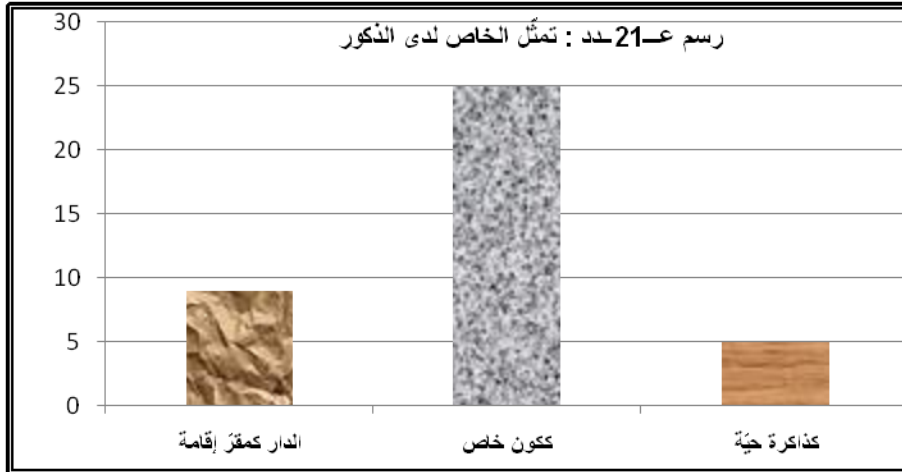 رسم عــ21ــدد : تمثّل الخاص لدى الذكور
30
25
20
15
10
5
0
الدار كمقرّ إقامة
ككون خاص
كذاكرة حيّة